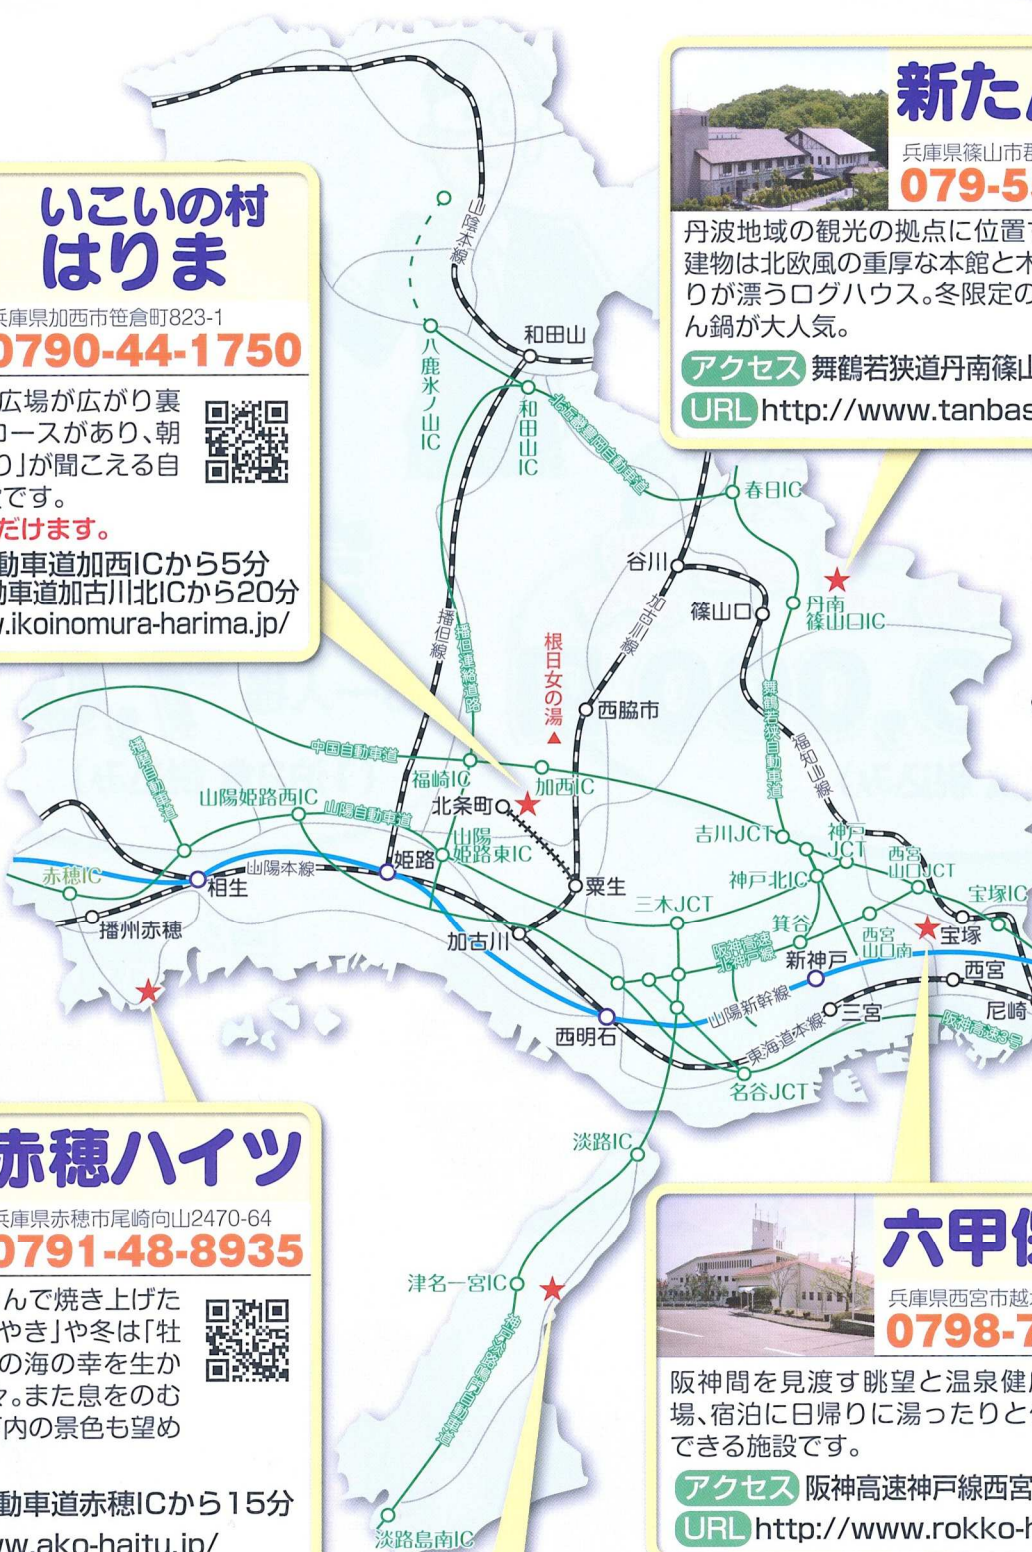 新た
兵庫県篠山市
079-5
丹波地域の観光の拠点に位置
建物は北欧風の重厚な本館と木
りが漂うログハウス。冬限定の
ん鍋が大人気。
アクセス 舞鶴若狭道丹南篠山
URL http://www.tanbas
いこいの村
はりま
兵庫県加西市笹倉町823-1
0790-44-1750
広場が広がり裏
コースがあり、朝
り」が聞こえる自
です。
だけます。
動車道加西ICから5分
動車道加古川北ICから20分
w.ikoinomura-harima.jp/
山陰本線
和田山
八鹿氷ノ山IC
和田山IC
北近畿豊岡自動車道
春日IC
谷川
篠山口
丹南
篠山口IC
加古川線
播但線
播但連絡道路
根日女の湯
西脇市
舞鶴若狭自動車道
福知山線
中国自動車道
福崎IC
加西IC
播磨自動車道
山陽姫路西IC
山陽自動車道
北条町
山陽
姫路東IC
吉川JCT
神戸
JCT
西宮
山口JCT
赤穂IC
相生
山陽本線
姫路
粟生
神戸北IC
宝塚IC
播州赤穂
加古川
三木JCT
箕谷
阪神高速
北神戸線
西宮
山口南
宝塚
新神戸
西宮
西明石
山陽新幹線
三宮
尼崎
東海道本線
阪神高速3号
名谷JCT
淡路IC
津名一宮IC
神戸淡路鳴門自動車道
淡路島南IC
赤穂ハイツ
兵庫県赤穂市尾崎向山2470-64
0791-48-8935
んで焼き上げた
やき」や冬は「牡
の海の幸を生か
々。また息をのむ
内の景色も望め
動車道赤穂ICから15分
ww.ako-haitu.jp/
六甲保
兵庫県西宮市越
0798-7
阪神間を見渡す眺望と温泉健
場、宿泊に日帰りに湯ったりと
できる施設です。
アクセス 阪神高速神戸線西宮
URL http://www.rokko-h